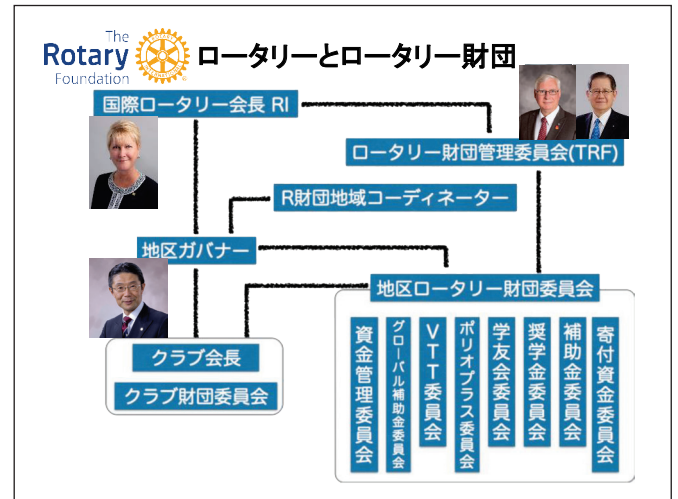 The
Rotary
Foundation
ロータリーとロータリー財団
国際ロータリー会長 RI
ロータリー財団管理委員会(TRF)
R財団地域コーディネーター
地区ガバナー
地区ロータリー財団委員会
クラブ会長
クラブ財団委員会
資金管理委員会
グローバル補助金委員会
VTT委員会
ポリオプラス委員会
学友会委員会
奨学金委員会
補助金委員会
寄付資金委員会